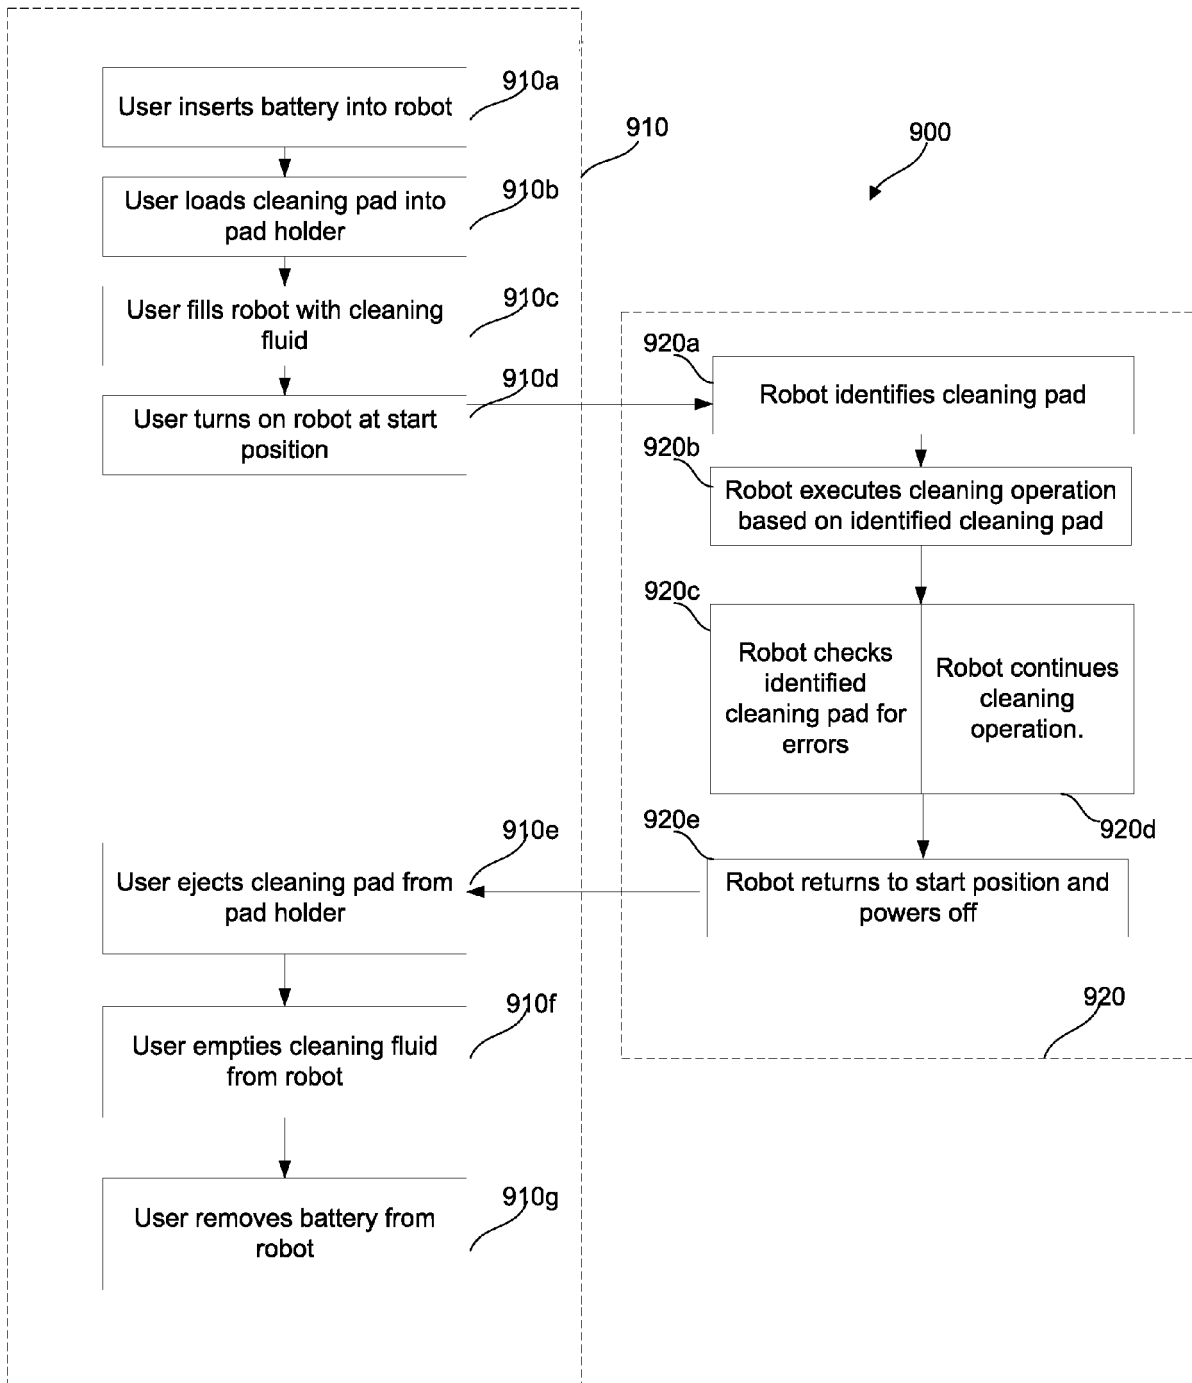 User inserts battery into robot
910a
User loads cleaning pad into
pad holder
910b
User fills robot with cleaning
fluid
910c
User turns on robot at start
position
910d
910
900
920a
Robot identifies cleaning pad
920b
Robot executes cleaning operation
based on identified cleaning pad
920c
Robot checks
identified
cleaning pad for
errors
Robot continues
cleaning
operation.
920d
920e
Robot returns to start position and
powers off
920
User ejects cleaning pad from
pad holder
910e
User empties cleaning fluid
from robot
910f
User removes battery from
robot
910g